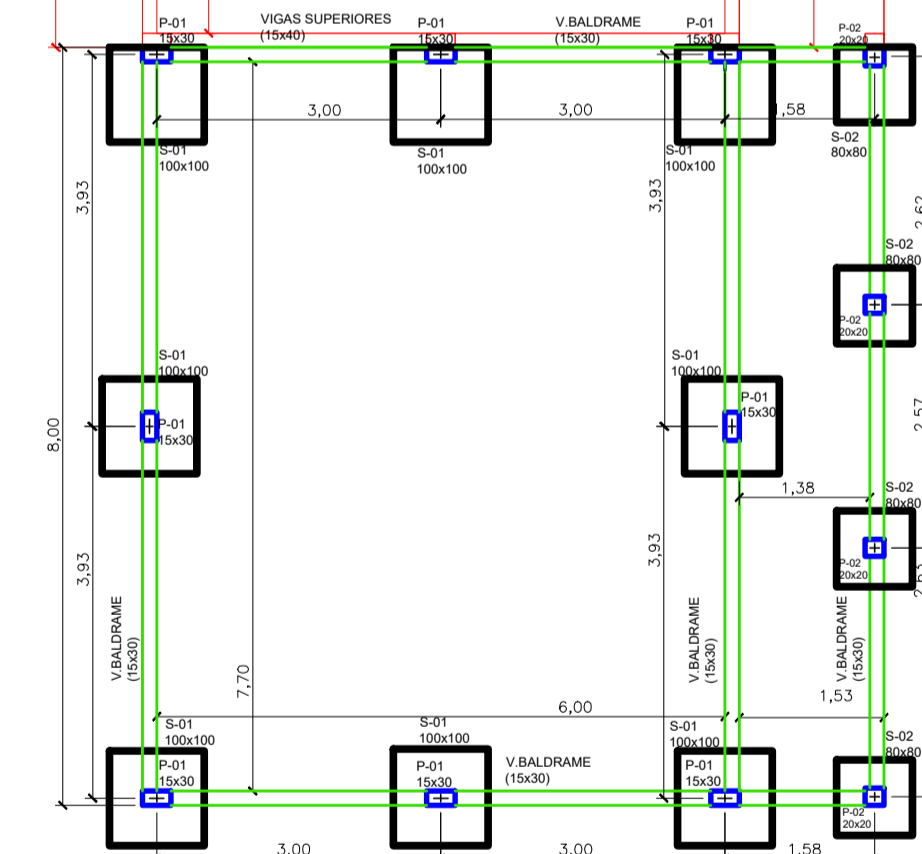 P-01
15x30
VIGAS SUPERIORES
(15x40)
P-01
15x30
V.BALDRAME
(15x30)
P-01
15x30
P-02
20x20
3,00
3,00
1,58
S-01
100x100
S-01
100x100
S-01
100x100
S-02
80x80
3,93
3,93
2,62
S-02
80x80
P-02
20x20
S-01
100x100
S-01
100x100
P-01
15x30
P-01
15x30
8,00
2,57
1,38
S-02
80x80
P-02
20x20
3,93
3,93
V.BALDRAME
(15x30)
V.BALDRAME
(15x30)
V.BALDRAME
(15x30)
7,70
6,00
1,53
S-01
100x100
S-01
100x100
S-01
100x100
S-02
80x80
P-01
15x30
P-01
15x30
V.BALDRAME
(15x30)
P-01
15x30
P-02
20x20
3,00
3,00
1,58